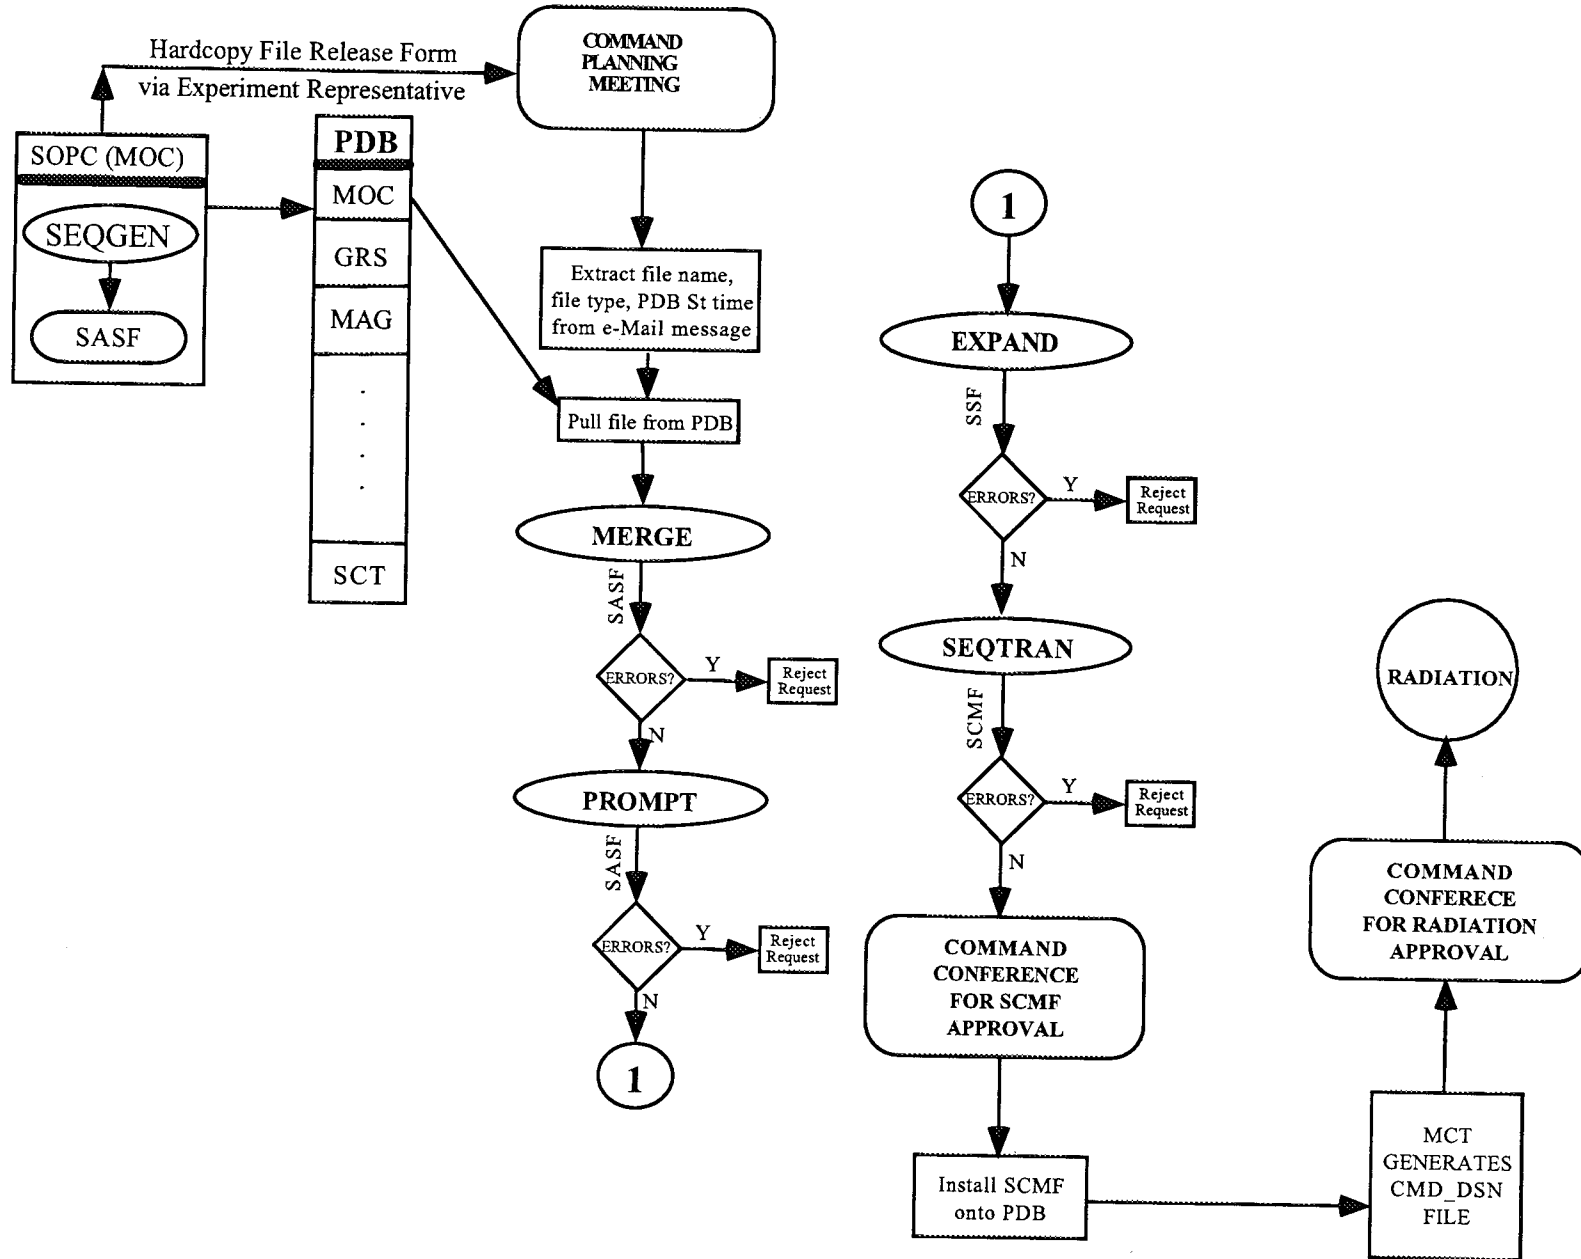 Hardcopy File Release Form
via Experiment Representative
COMMAND
PLANNING
MEETING
SOPC (MOC)
SEQGEN
SASF
PDB
MOC
GRS
MAG
.
.
.
.
SCT
Extract file name,
file type, PDB St time
from e-Mail message
Pull file from PDB
MERGE
SASF
ERRORS?
Y
Reject
Request
N
PROMPT
SASF
ERRORS?
Y
Reject
Request
N
1
1
EXPAND
SSF
ERRORS?
Y
Reject
Request
N
SEQTRAN
SCMF
ERRORS?
Y
Reject
Request
N
COMMAND
CONFERENCE
FOR SCMF
APPROVAL
Install SCMF
onto PDB
MCT
GENERATES
CMD_DSN
FILE
COMMAND
CONFERECE
FOR RADIATION
APPROVAL
RADIATION